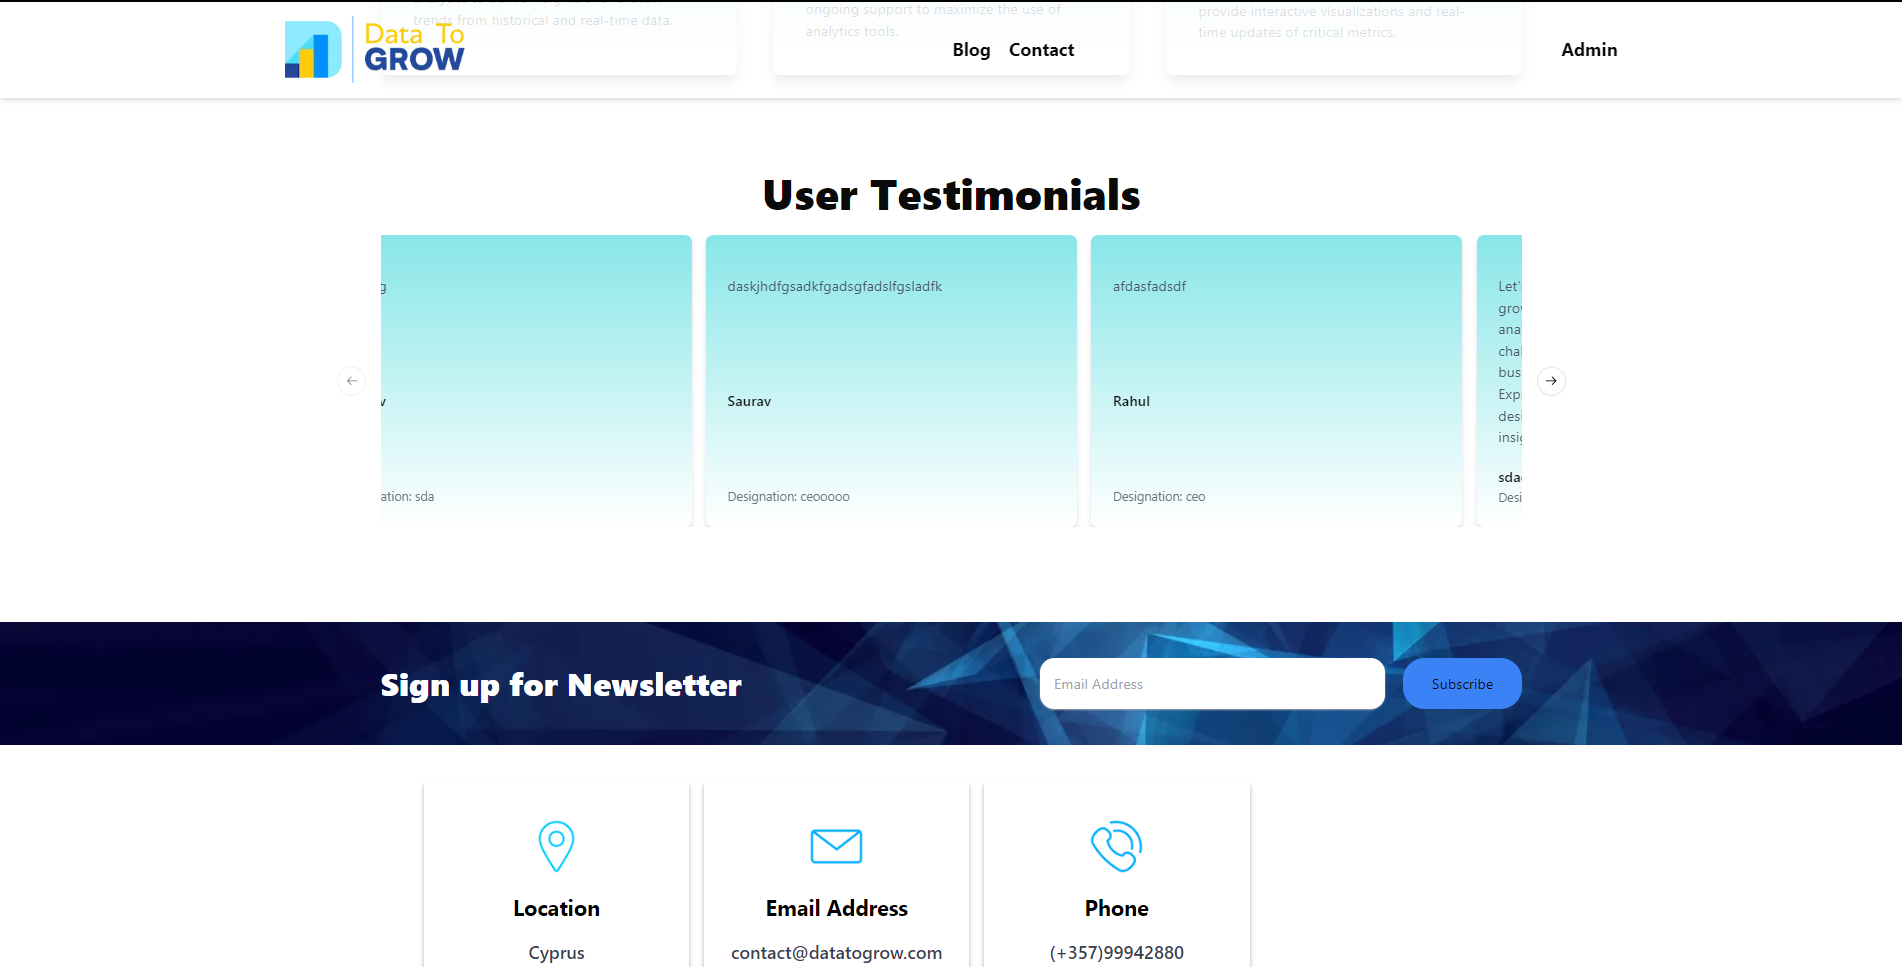 trends from historical and real-time data.
ongoing support to maximize the use of
analytics tools.
provide interactive visualizations and real-
time updates of critical metrics.
Data To
GROW
Blog
Contact
Admin
User Testimonials
g
v
ation: sda
daskjhdfgsadkfgadsgfadslfgsladfk
Saurav
Designation: ceooooo
afdasfadsdf
Rahul
Designation: ceo
Let'
grov
ana
chal
bus
Exp
desi
insig
sda
Desi
Sign up for Newsletter
Email Address
Subscribe
Location
Cyprus
Email Address
contact@datatogrow.com
Phone
(+357)99942880